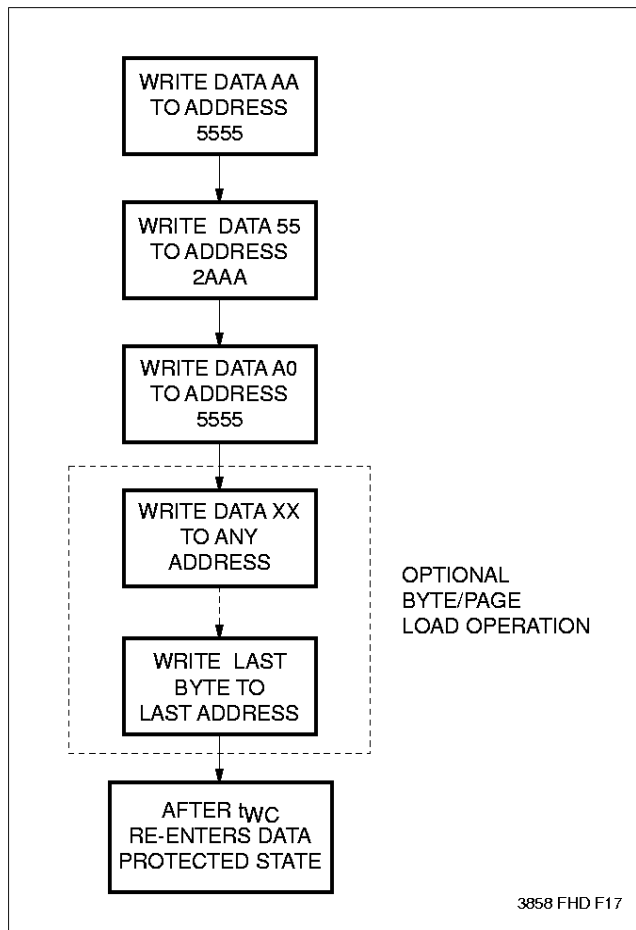 WRITE DATA AA
TO ADDRESS
5555
WRITE DATA 55
TO ADDRESS
2AAA
WRITE DATA A0
TO ADDRESS
5555
WRITE DATA XX
TO ANY
ADDRESS
OPTIONAL
BYTE/PAGE
LOAD OPERATION
WRITE LAST
BYTE TO
LAST ADDRESS
AFTER tWC
RE-ENTERS DATA
PROTECTED STATE
3858 FHD F17